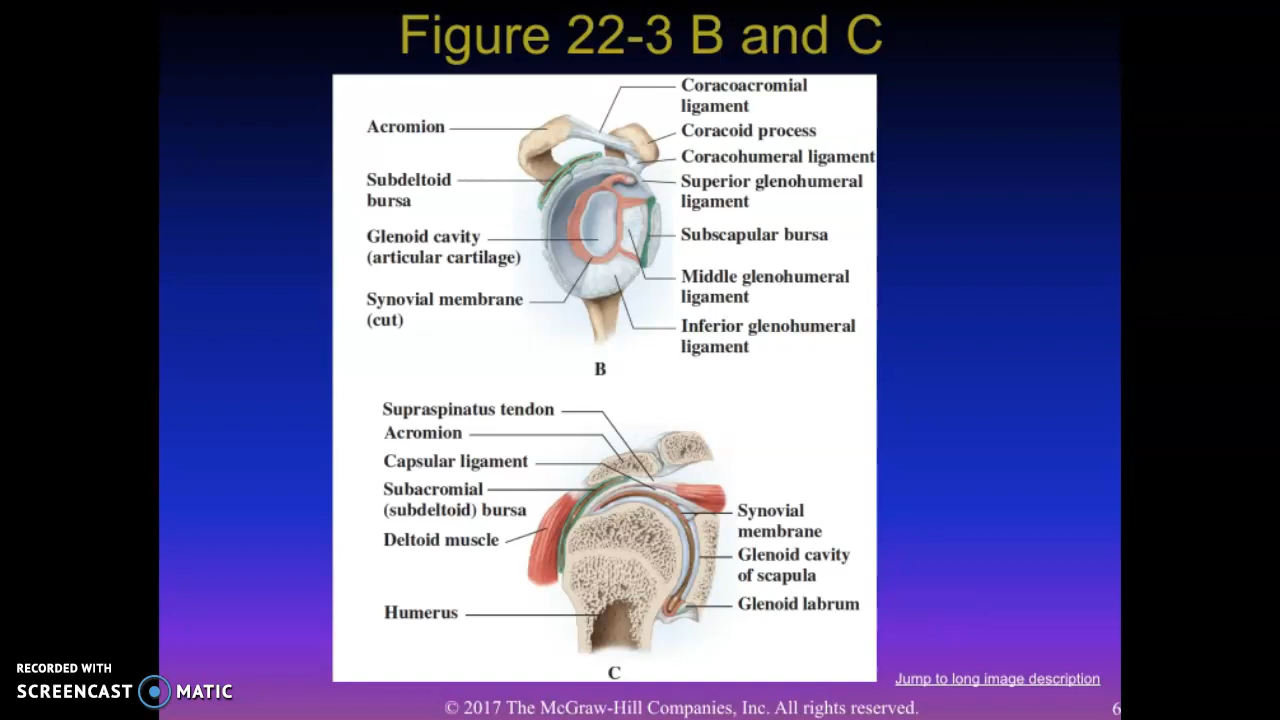 Figure 22-3 B and C
Coracoacromial
ligament
Acromion
Coracoid process
Coracohumeral ligament
Subdeltoid
bursa
Superior glenohumeral
ligament
Glenoid cavity
(articular cartilage)
Subscapular bursa
Middle glenohumeral
ligament
Synovial membrane
(cut)
Inferior glenohumeral
ligament
B
Supraspinatus tendon
Acromion
Capsular ligament
Subacromial
(subdeltoid) bursa
Deltoid muscle
Synovial
membrane
Glenoid cavity
of scapula
Glenoid labrum
Humerus
C
RECORDED WITH
SCREENCAST MATIC
Jump to long image description
© 2017 The McGraw-Hill Companies, Inc. All rights reserved.
6